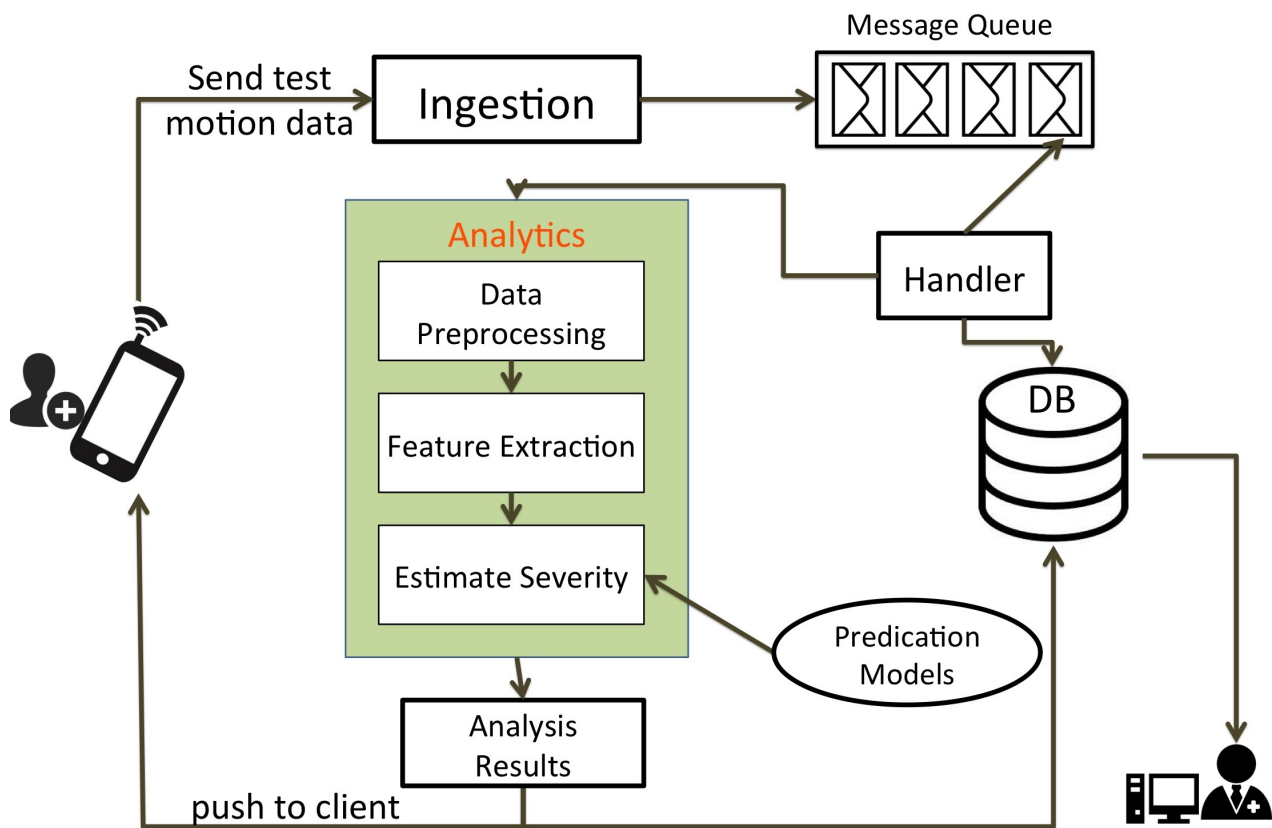 Message Queue
Send test
motion data
Ingestion
Analytics
Data
Preprocessing
Handler
Feature Extraction
DB
Estimate Severity
Predication
Models
Analysis
Results
push to client